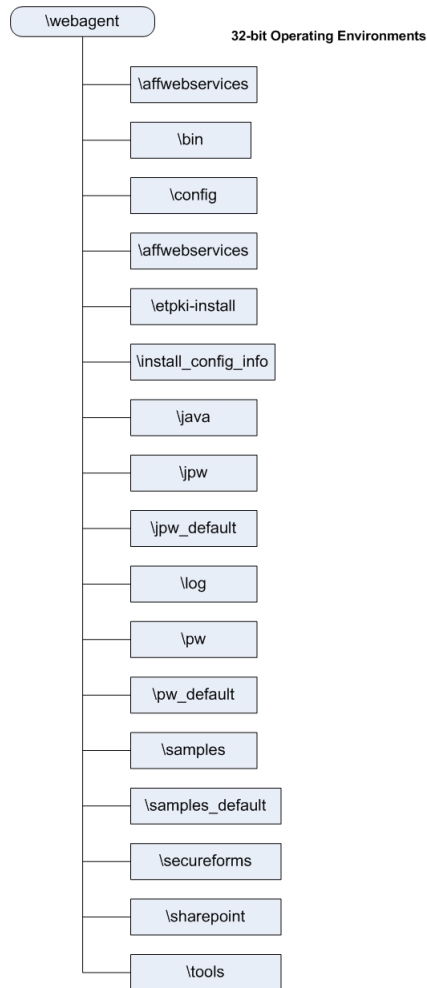 \webagent
32-bit Operating Environments
\affwebservices
\bin
\config
\affwebservices
\etpki-install
\install_config_info
\java
\jpw
\jpw_default
\log
\pw
\pw_default
\samples
\samples_default
\secureforms
\sharepoint
\tools